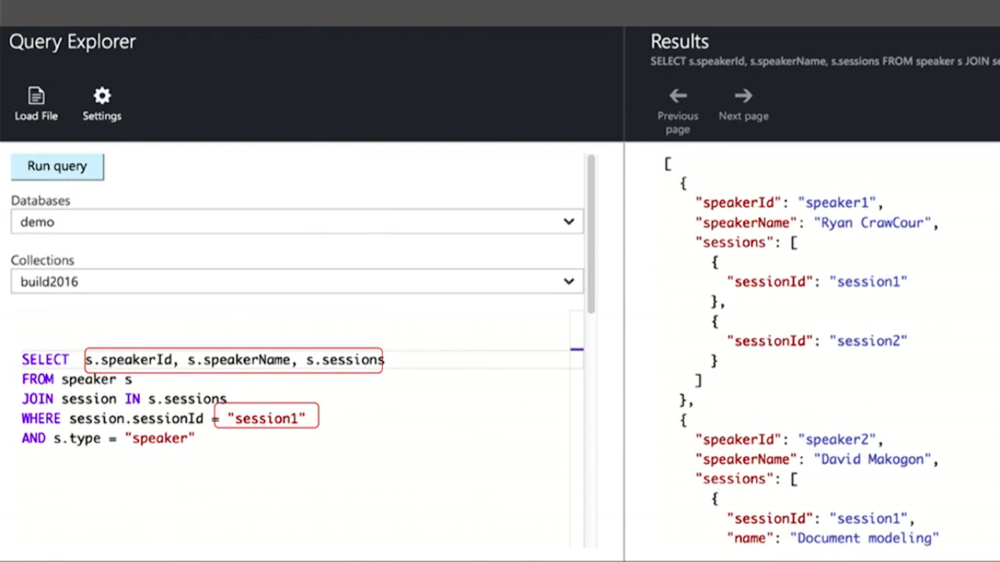 Query Explorer
Load File
Settings
Run query
Databases
demo
Collections
build2016
SELECT s.speakerId, s.speakerName, s.sessions
FROM speaker s
JOIN session IN s.sessions
WHERE session.sessionId = "session1"
AND s.type = "speaker"
Results
SELECT s.speakerId, s.speakerName, s.sessions FROM speaker s JOIN se
Previous page
Next page
[
{
"speakerId": "speaker1",
"speakerName": "Ryan CrawCour",
"sessions": [
{
"sessionId": "session1"
},
{
"sessionId": "session2"
}
]
},
{
"speakerId": "speaker2",
"speakerName": "David Makogon",
"sessions": [
{
"sessionId": "session1",
"name": "Document modeling"